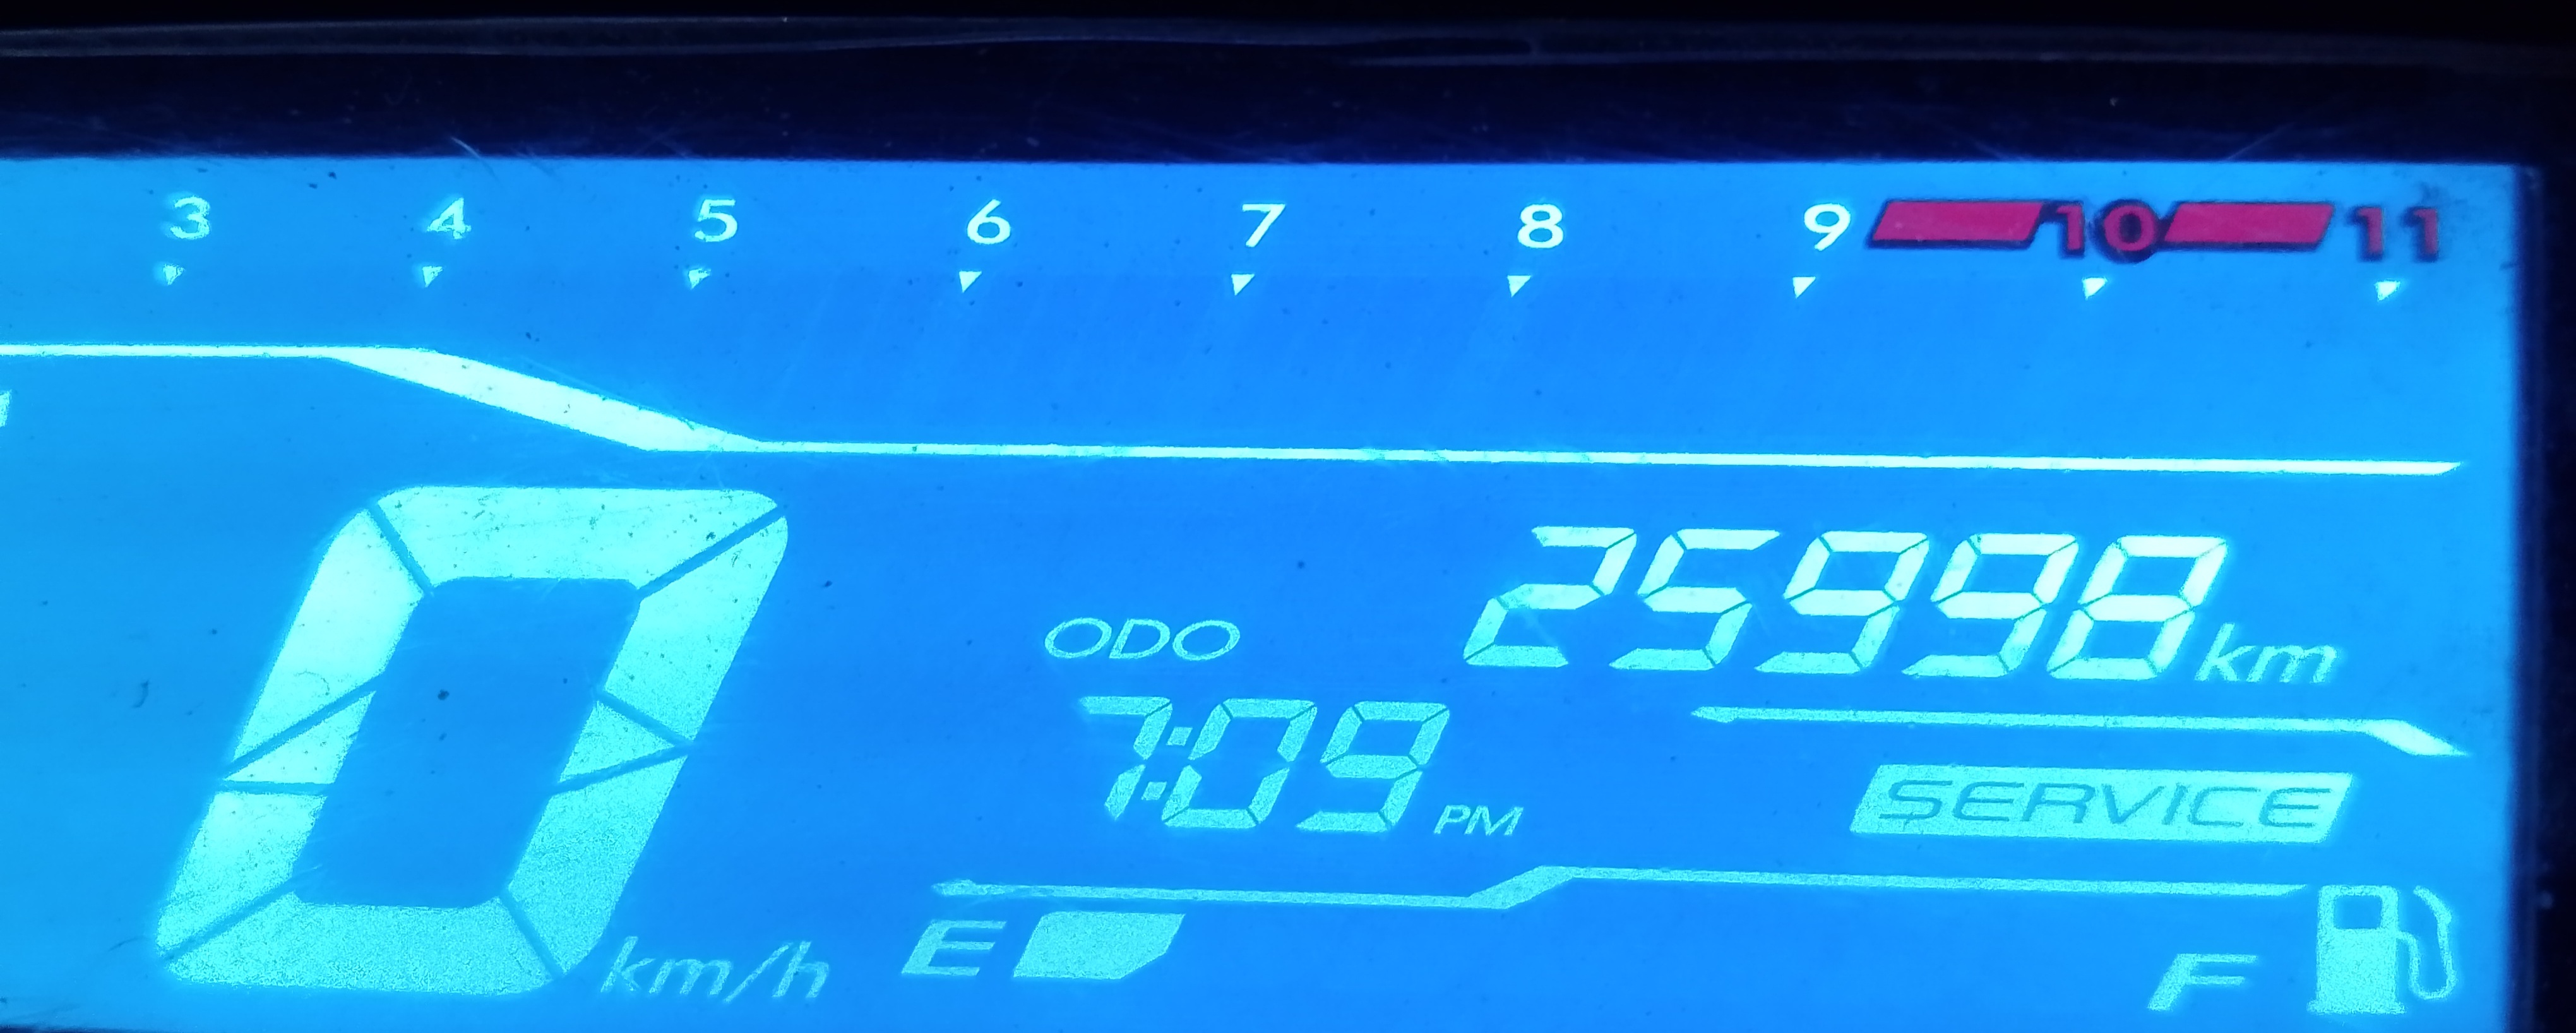 3 4 5 6 7 8 9 10 11
25998 km
ODO
0 km/h
7:09 PM
SERVICE
E F